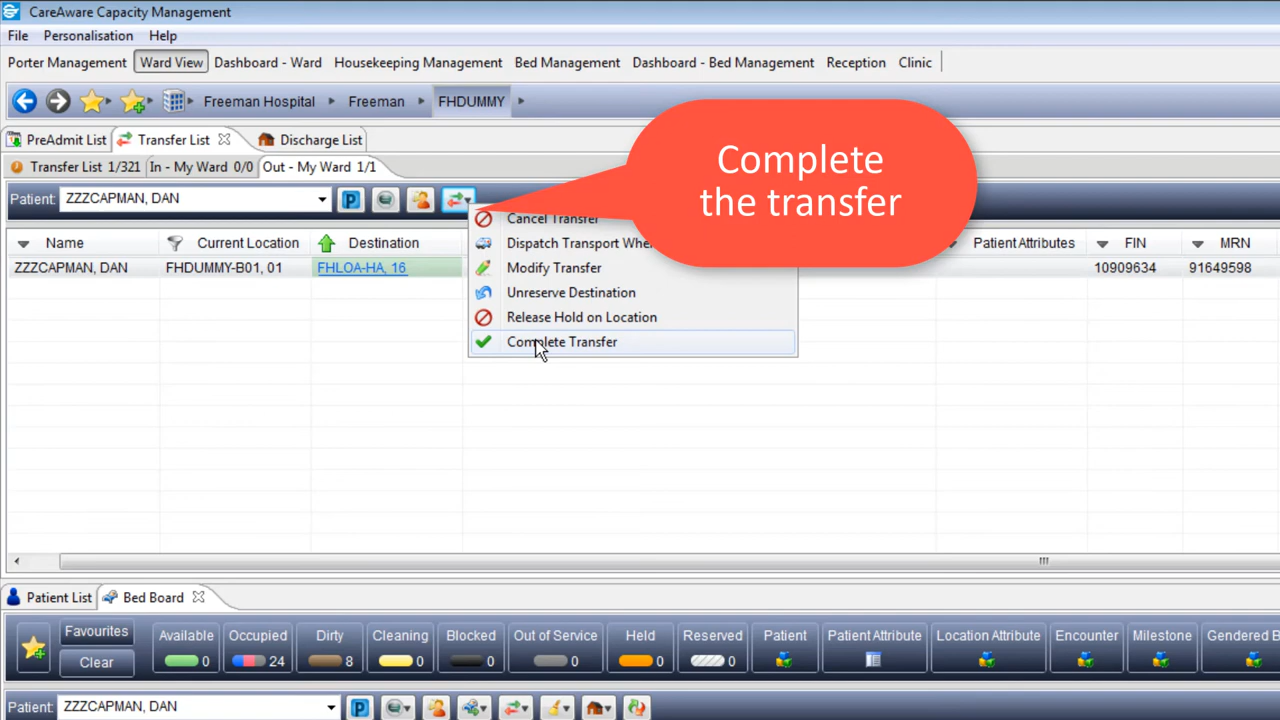 CareAware Capacity Management
File Personalisation Help
Porter Management Ward View Dashboard - Ward Housekeeping Management Bed Management Dashboard - Bed Management Reception Clinic
Freeman Hospital Freeman FHDUMMY
PreAdmit List Transfer List Discharge List
Transfer List 1/321 In - My Ward 0/0 Out - My Ward 1/1
Complete
the transfer
Patient: ZZZCAPMAN, DAN P
Cancel Transfer
Name Current Location Destination Dispatch Transport Patient Attributes FIN MRN
ZZZCAPMAN, DAN FHDUMMY-B01, 01 FHLOA-HA, 16 Modify Transfer 10909634 91649598
Unreserve Destination
Release Hold on Location
Complete Transfer
Patient List Bed Board
Favourites Available Occupied Dirty Cleaning Blocked Out of Service Held Reserved Patient Patient Attribute Location Attribute Encounter Milestone Gendered B
Clear 0 24 8 0 0 0 0 0
Patient: ZZZCAPMAN, DAN P